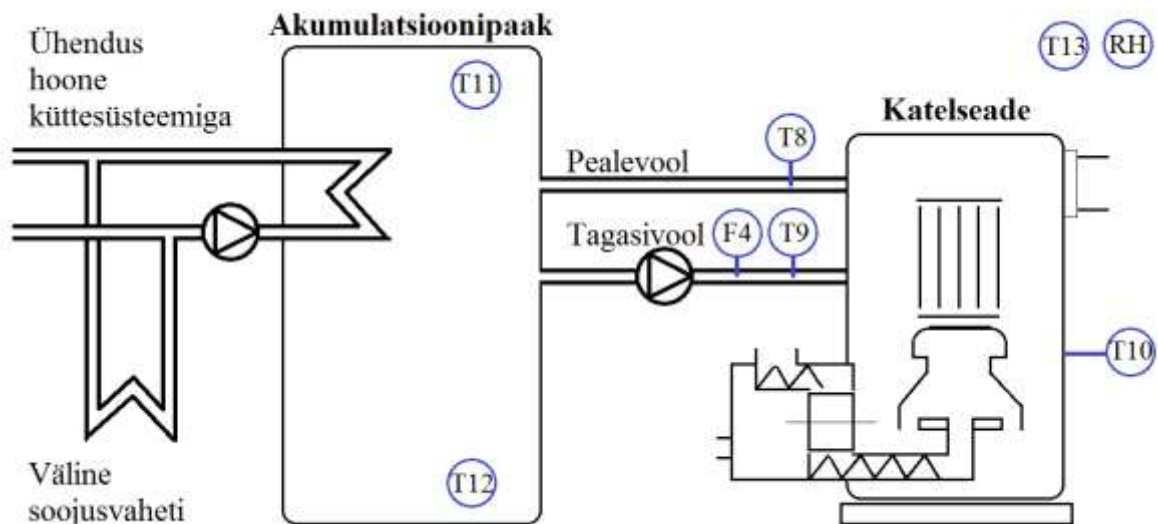 Akumulatsioonipaak
Ühendus
hoone
küttesüsteemiga
T11
T13
RH
Katelseade
T8
Pealevool
Tagasivool
F4
T9
T10
Väline
soojusvaheti
T12